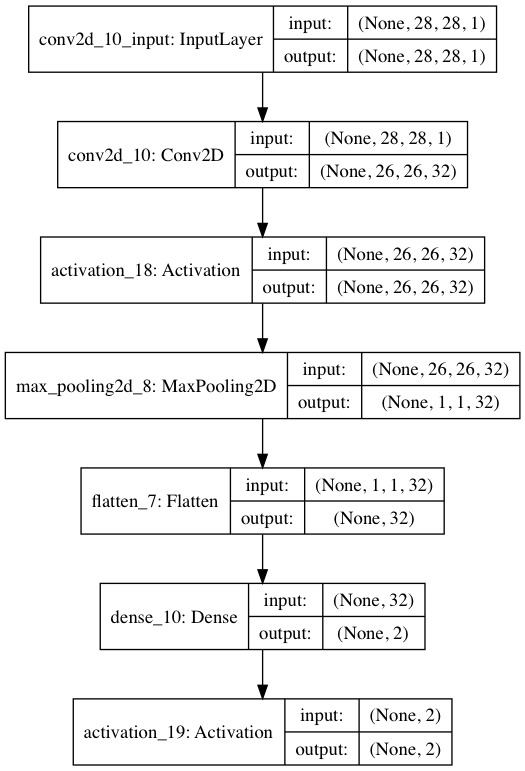 conv2d_10_input: InputLayer
input: (None, 28, 28, 1)
output: (None, 28, 28, 1)
conv2d_10: Conv2D
input: (None, 28, 28, 1)
output: (None, 26, 26, 32)
activation_18: Activation
input: (None, 26, 26, 32)
output: (None, 26, 26, 32)
max_pooling2d_8: MaxPooling2D
input: (None, 26, 26, 32)
output: (None, 1, 1, 32)
flatten_7: Flatten
input: (None, 1, 1, 32)
output: (None, 32)
dense_10: Dense
input: (None, 32)
output: (None, 2)
activation_19: Activation
input: (None, 2)
output: (None, 2)